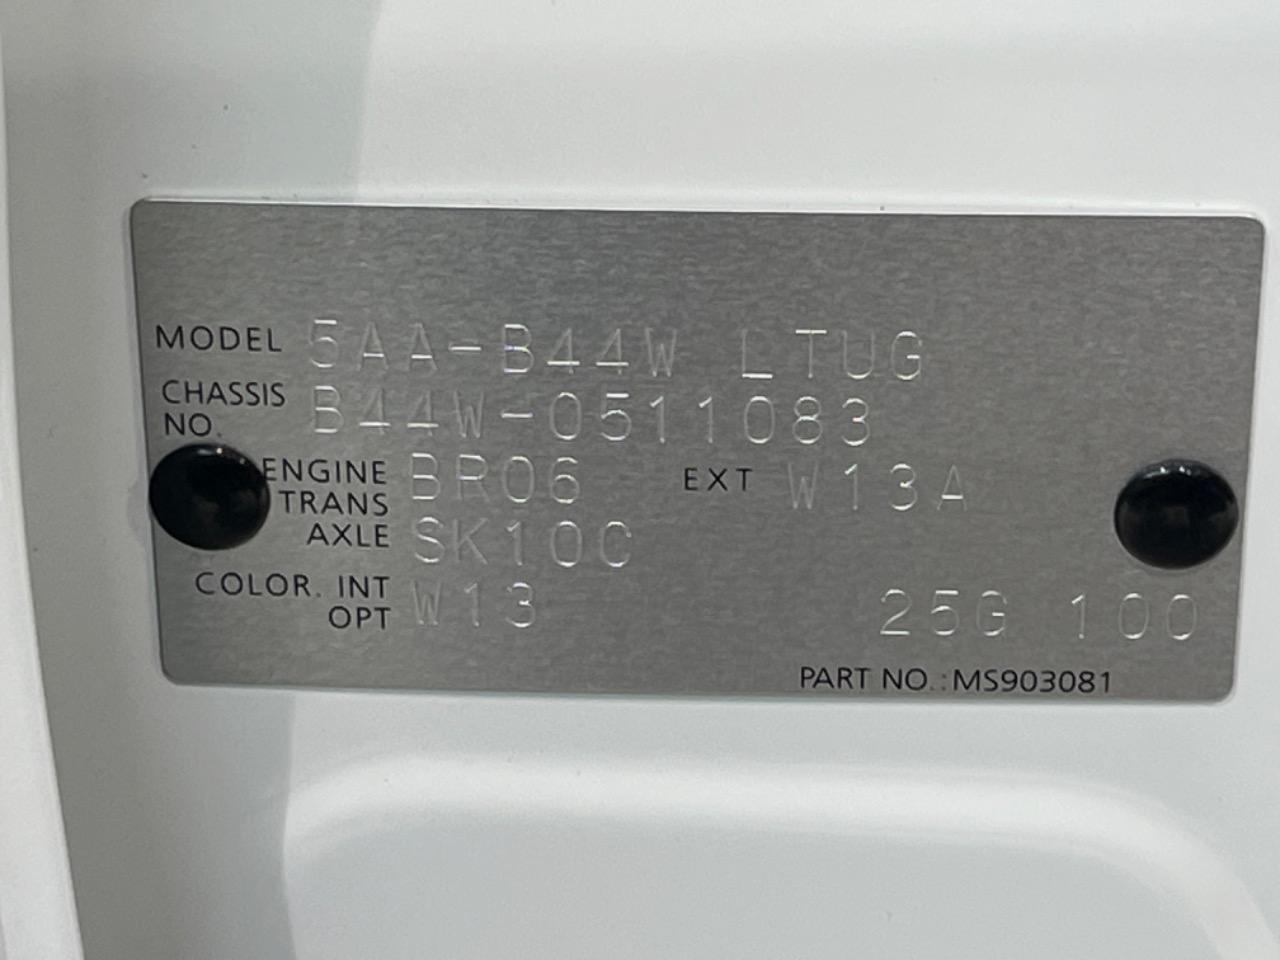 MODEL 5AA-B44W LTUG
CHASSIS NO. B44W-0511083
ENGINE BR06 EXT W13A
TRANS AXLE SK10C
COLOR. INT OPT W13 25G 100
PART NO.:MS903081